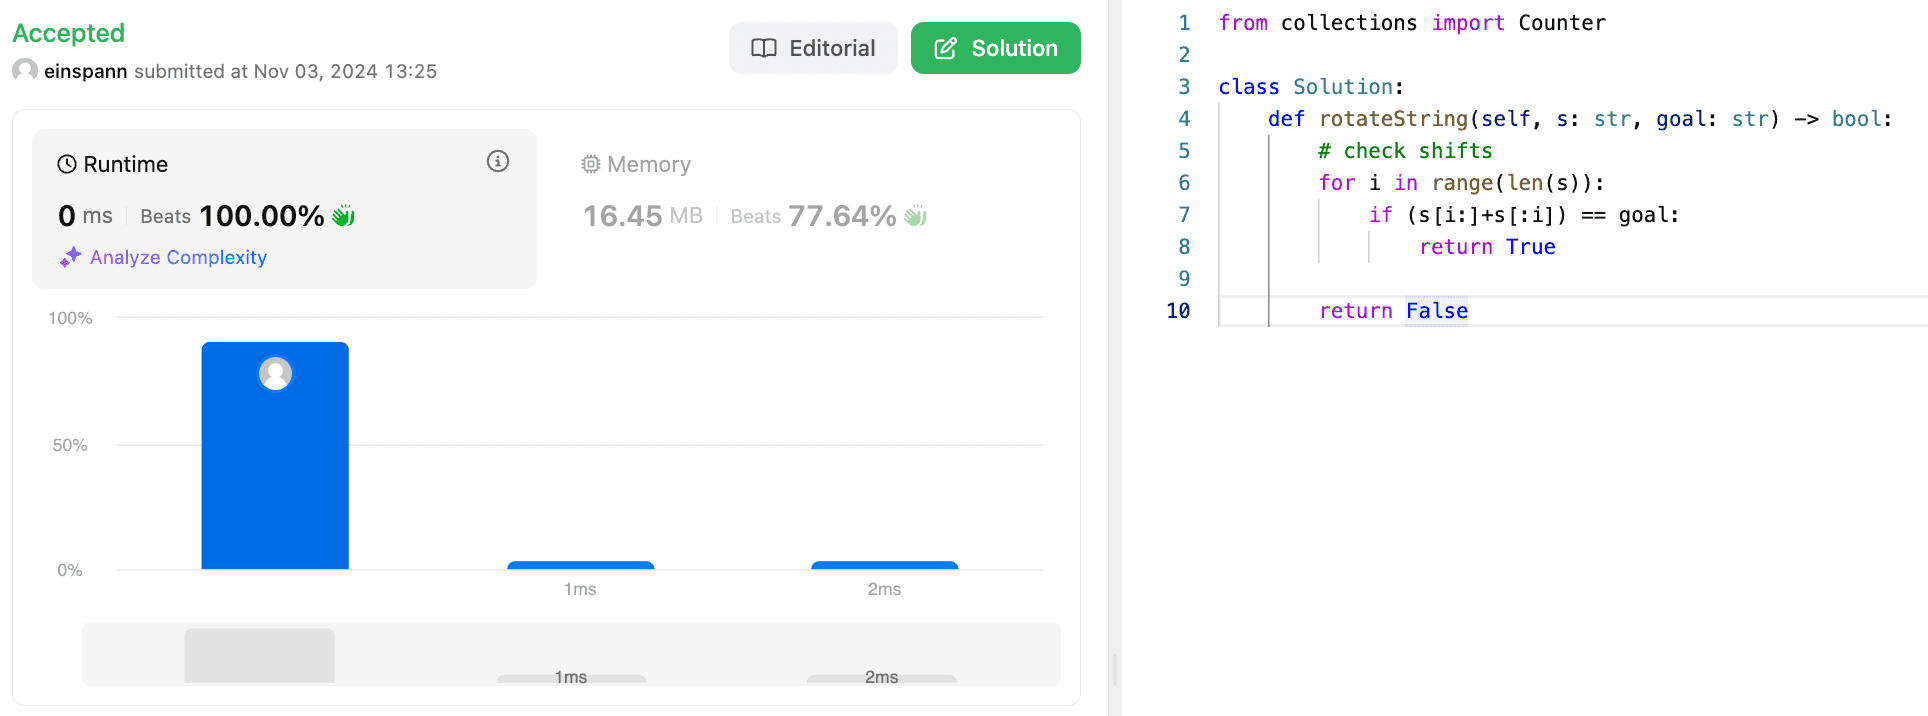 Accepted
einspann submitted at Nov 03, 2024 13:25
Editorial
Solution
Runtime
0 ms | Beats 100.00%
Analyze Complexity
Memory
16.45 MB | Beats 77.64%
100%
50%
0%
1ms
2ms
1ms
2ms
1 from collections import Counter
2
3 class Solution:
4     def rotateString(self, s: str, goal: str) -> bool:
5         # check shifts
6         for i in range(len(s)):
7             if (s[i:]+s[:i]) == goal:
8                 return True
9
10         return False